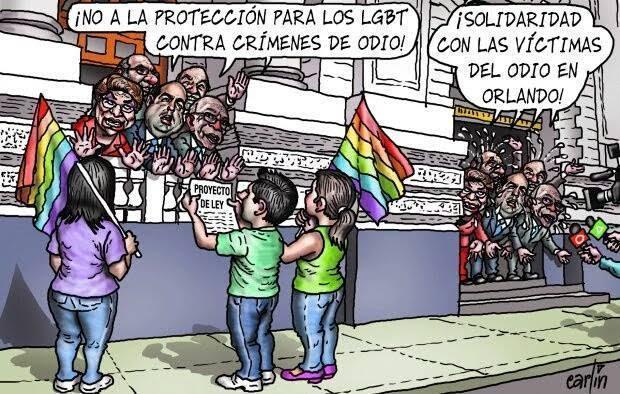 ¡NO A LA PROTECCIÓN PARA LOS LGBT
CONTRA CRÍMENES DE ODIO!
¡SOLIDARIDAD
CON LAS VÍCTIMAS
DEL ODIO EN
ORLANDO!
PROYECTO
DE LEY
earlín